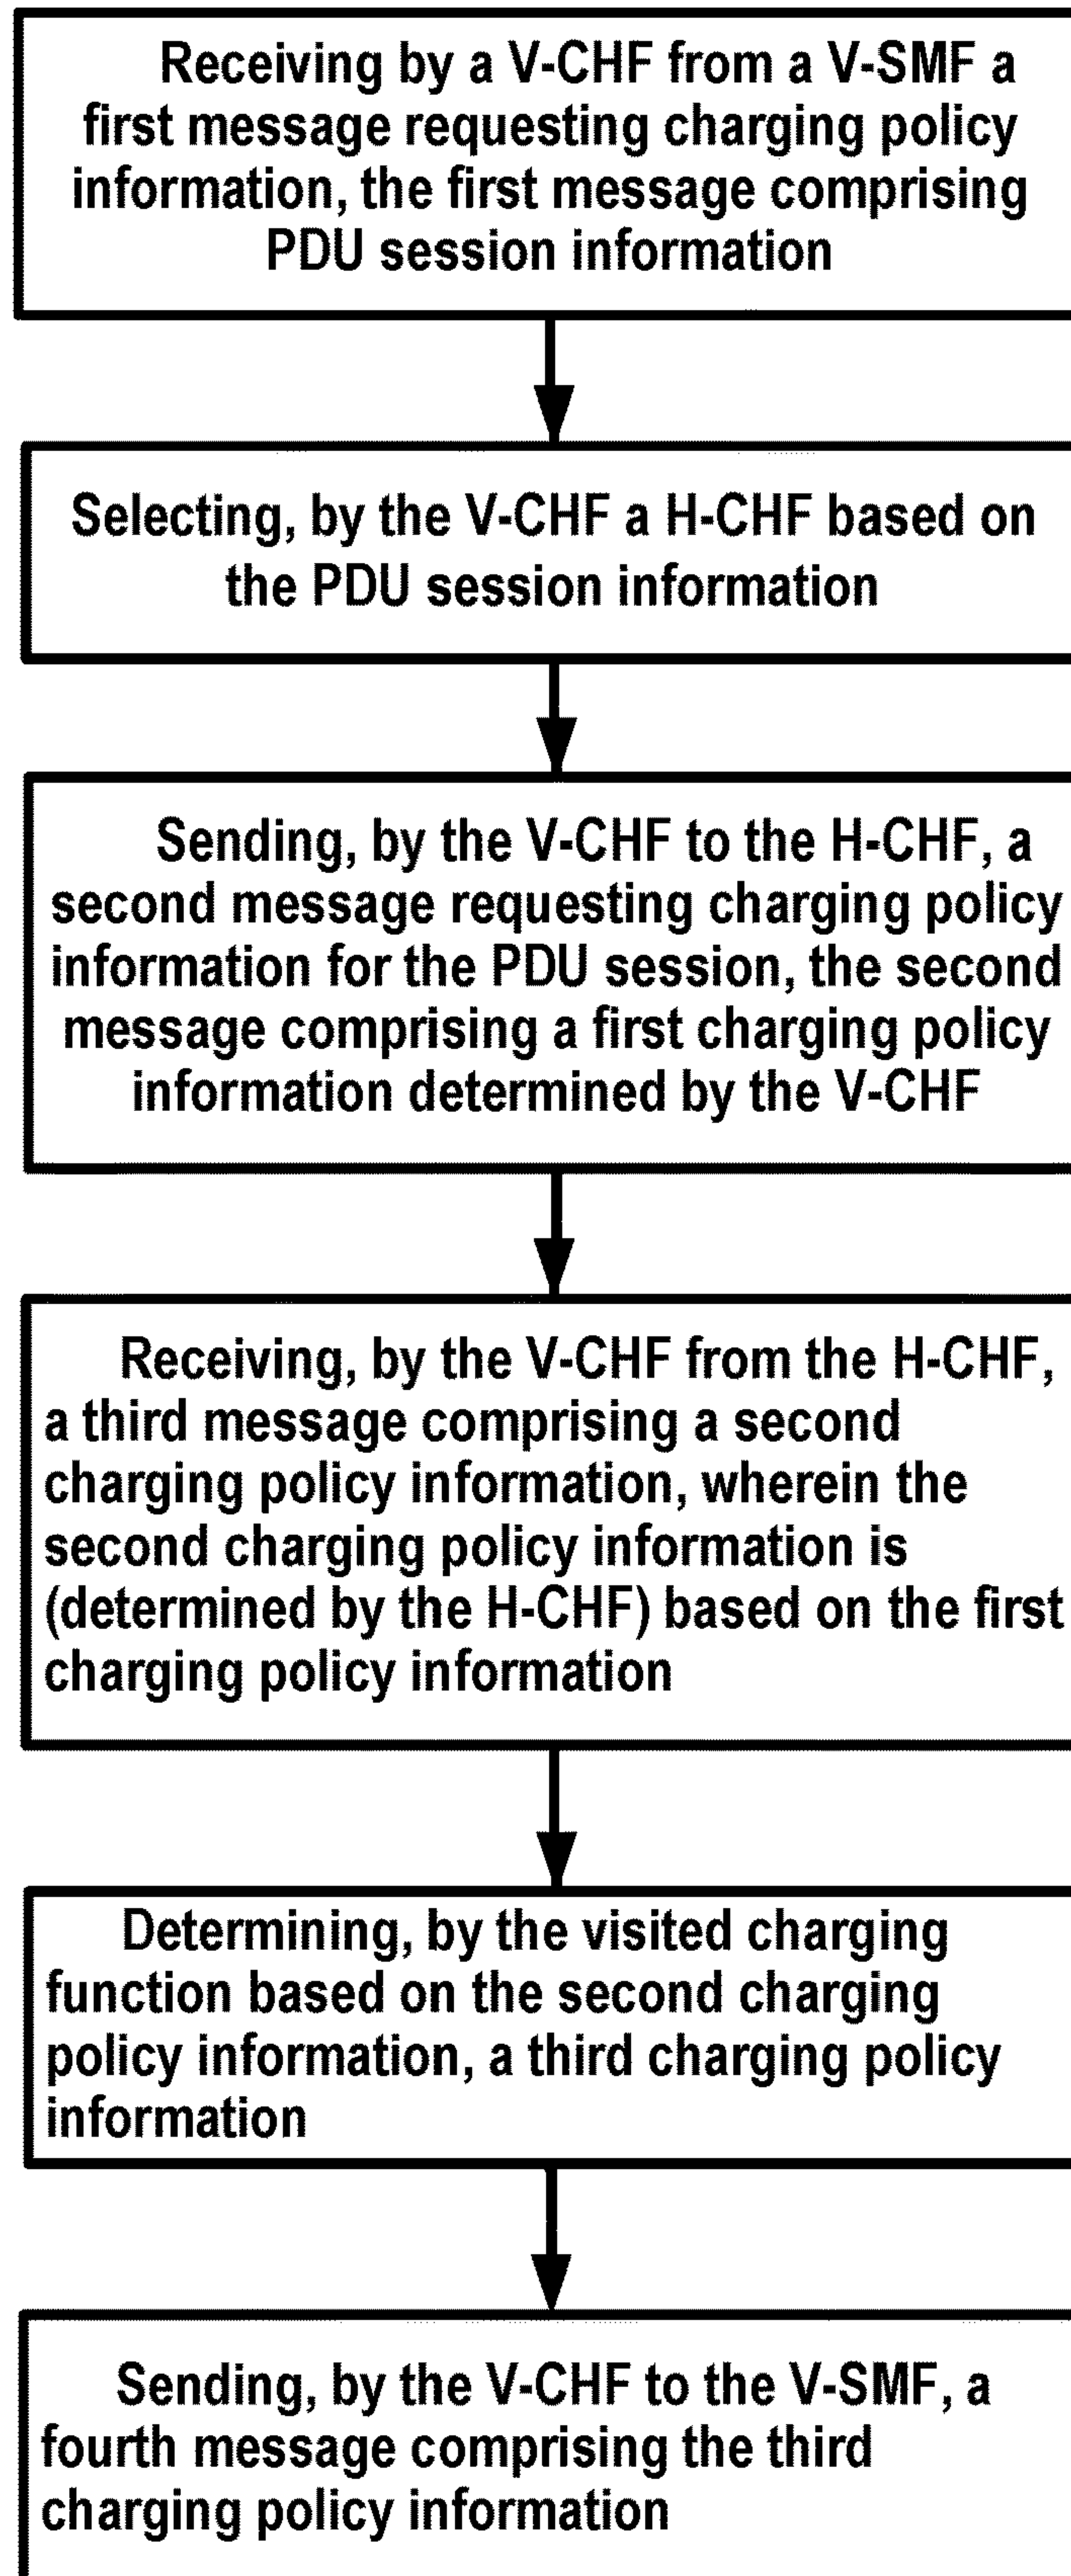 Receiving by a V-CHF from a V-SMF a
first message requesting charging policy
information, the first message comprising
PDU session information
Selecting, by the V-CHF a H-CHF based on
the PDU session information
Sending, by the V-CHF to the H-CHF, a
second message requesting charging policy
information for the PDU session, the second
message comprising a first charging policy
information determined by the V-CHF
Receiving, by the V-CHF from the H-CHF,
a third message comprising a second
charging policy information, wherein the
second charging policy information is
(determined by the H-CHF) based on the first
charging policy information
Determining, by the visited charging
function based on the second charging
policy information, a third charging policy
information
Sending, by the V-CHF to the V-SMF, a
fourth message comprising the third
charging policy information